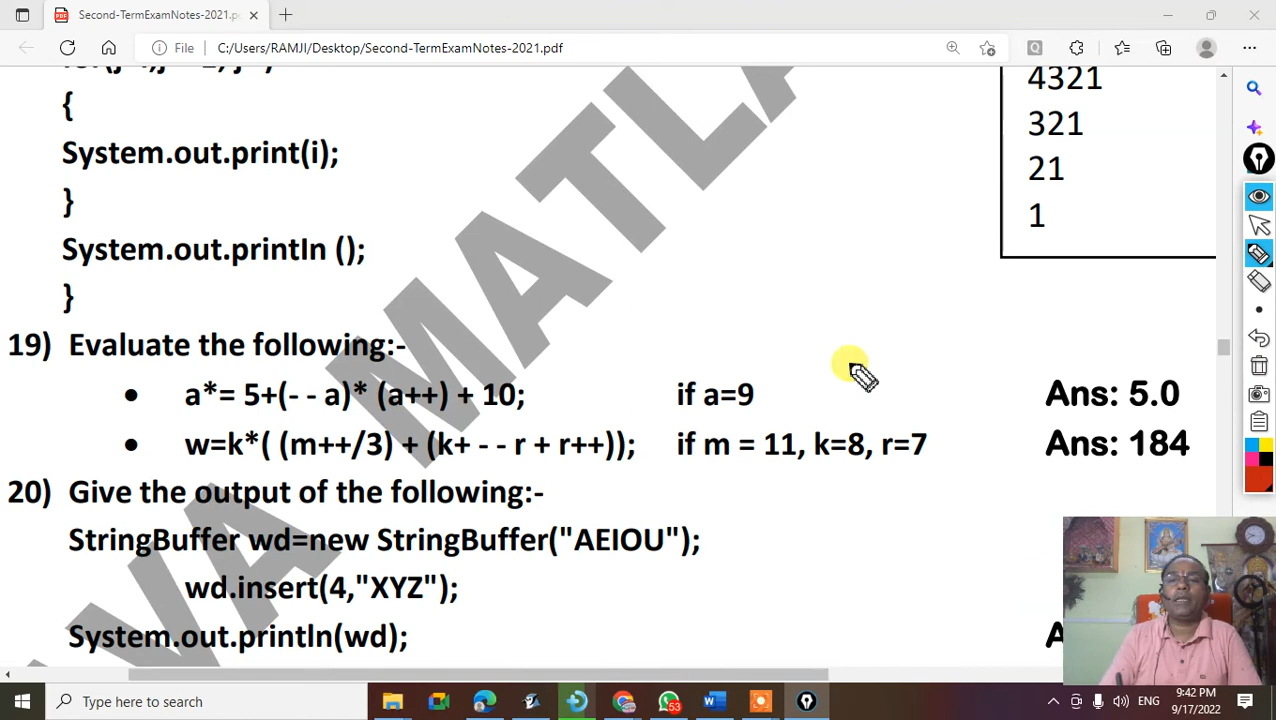 Second-TermExamNotes-2021.p
File
C:/Users/RAMJI/Desktop/Second-TermExamNotes-2021.pdf
{
System.out.print(i);
}
System.out.printIn ();
}
4321
321
21
1
19) Evaluate the following:-
• a*= 5+(- - a)* (a++) + 10; if a=9 Ans: 5.0
• w=k*( (m++/3) + (k+ - - r + r++)); if m = 11, k=8, r=7 Ans: 184
20) Give the output of the following:-
StringBuffer wd=new StringBuffer("AEIOU");
wd.insert(4,"XYZ");
System.out.println(wd);
Type here to search
53
ENG
9:42 PM
9/17/2022